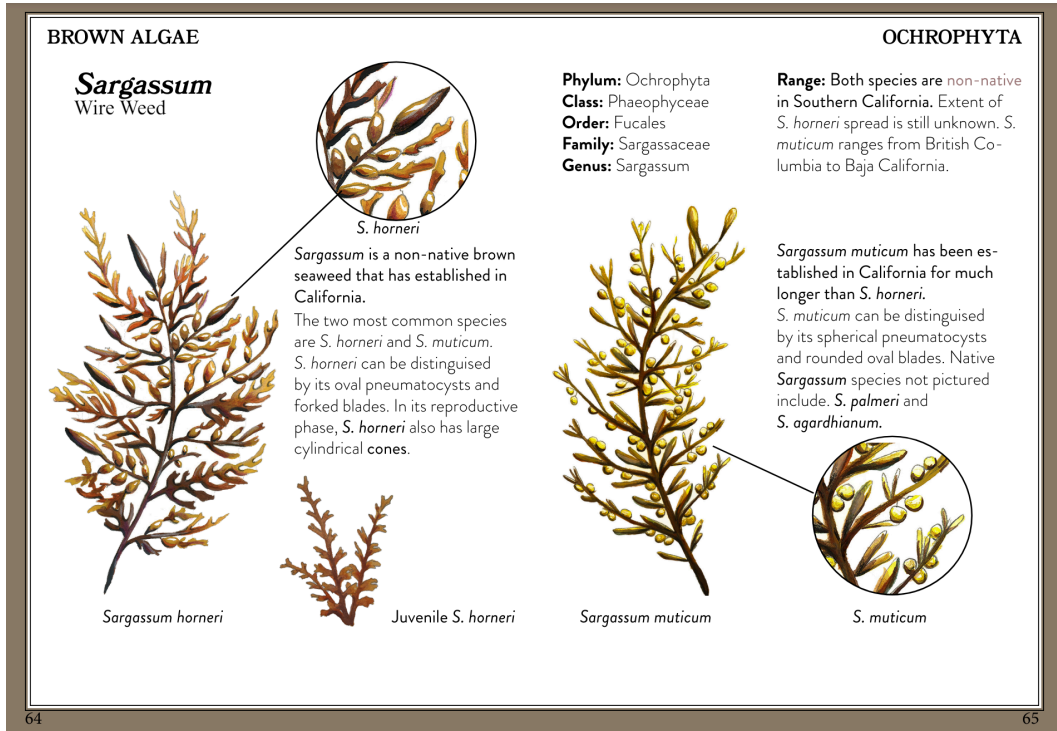 BROWN ALGAE
OCHROPHYTA
Sargassum
Wire Weed
S. horneri
Sargassum is a non-native brown
seaweed that has established in
California.
The two most common species
are S. horneri and S. muticum.
S. horneri can be distinguised
by its oval pneumatocysts and
forked blades. In its reproductive
phase, S. horneri also has large
cylindrical cones.
Sargassum horneri
Juvenile S. horneri
Phylum: Ochrophyta
Class: Phaeophyceae
Order: Fucales
Family: Sargassaceae
Genus: Sargassum
Range: Both species are non-native
in Southern California. Extent of
S. horneri spread is still unknown. S.
muticum ranges from British Co-
lumbia to Baja California.
Sargassum muticum has been es-
tablished in California for much
longer than S. horneri.
S. muticum can be distinguised
by its spherical pneumatocysts
and rounded oval blades. Native
Sargassum species not pictured
include. S. palmeri and
S. agardhianum.
Sargassum muticum
S. muticum
64
65